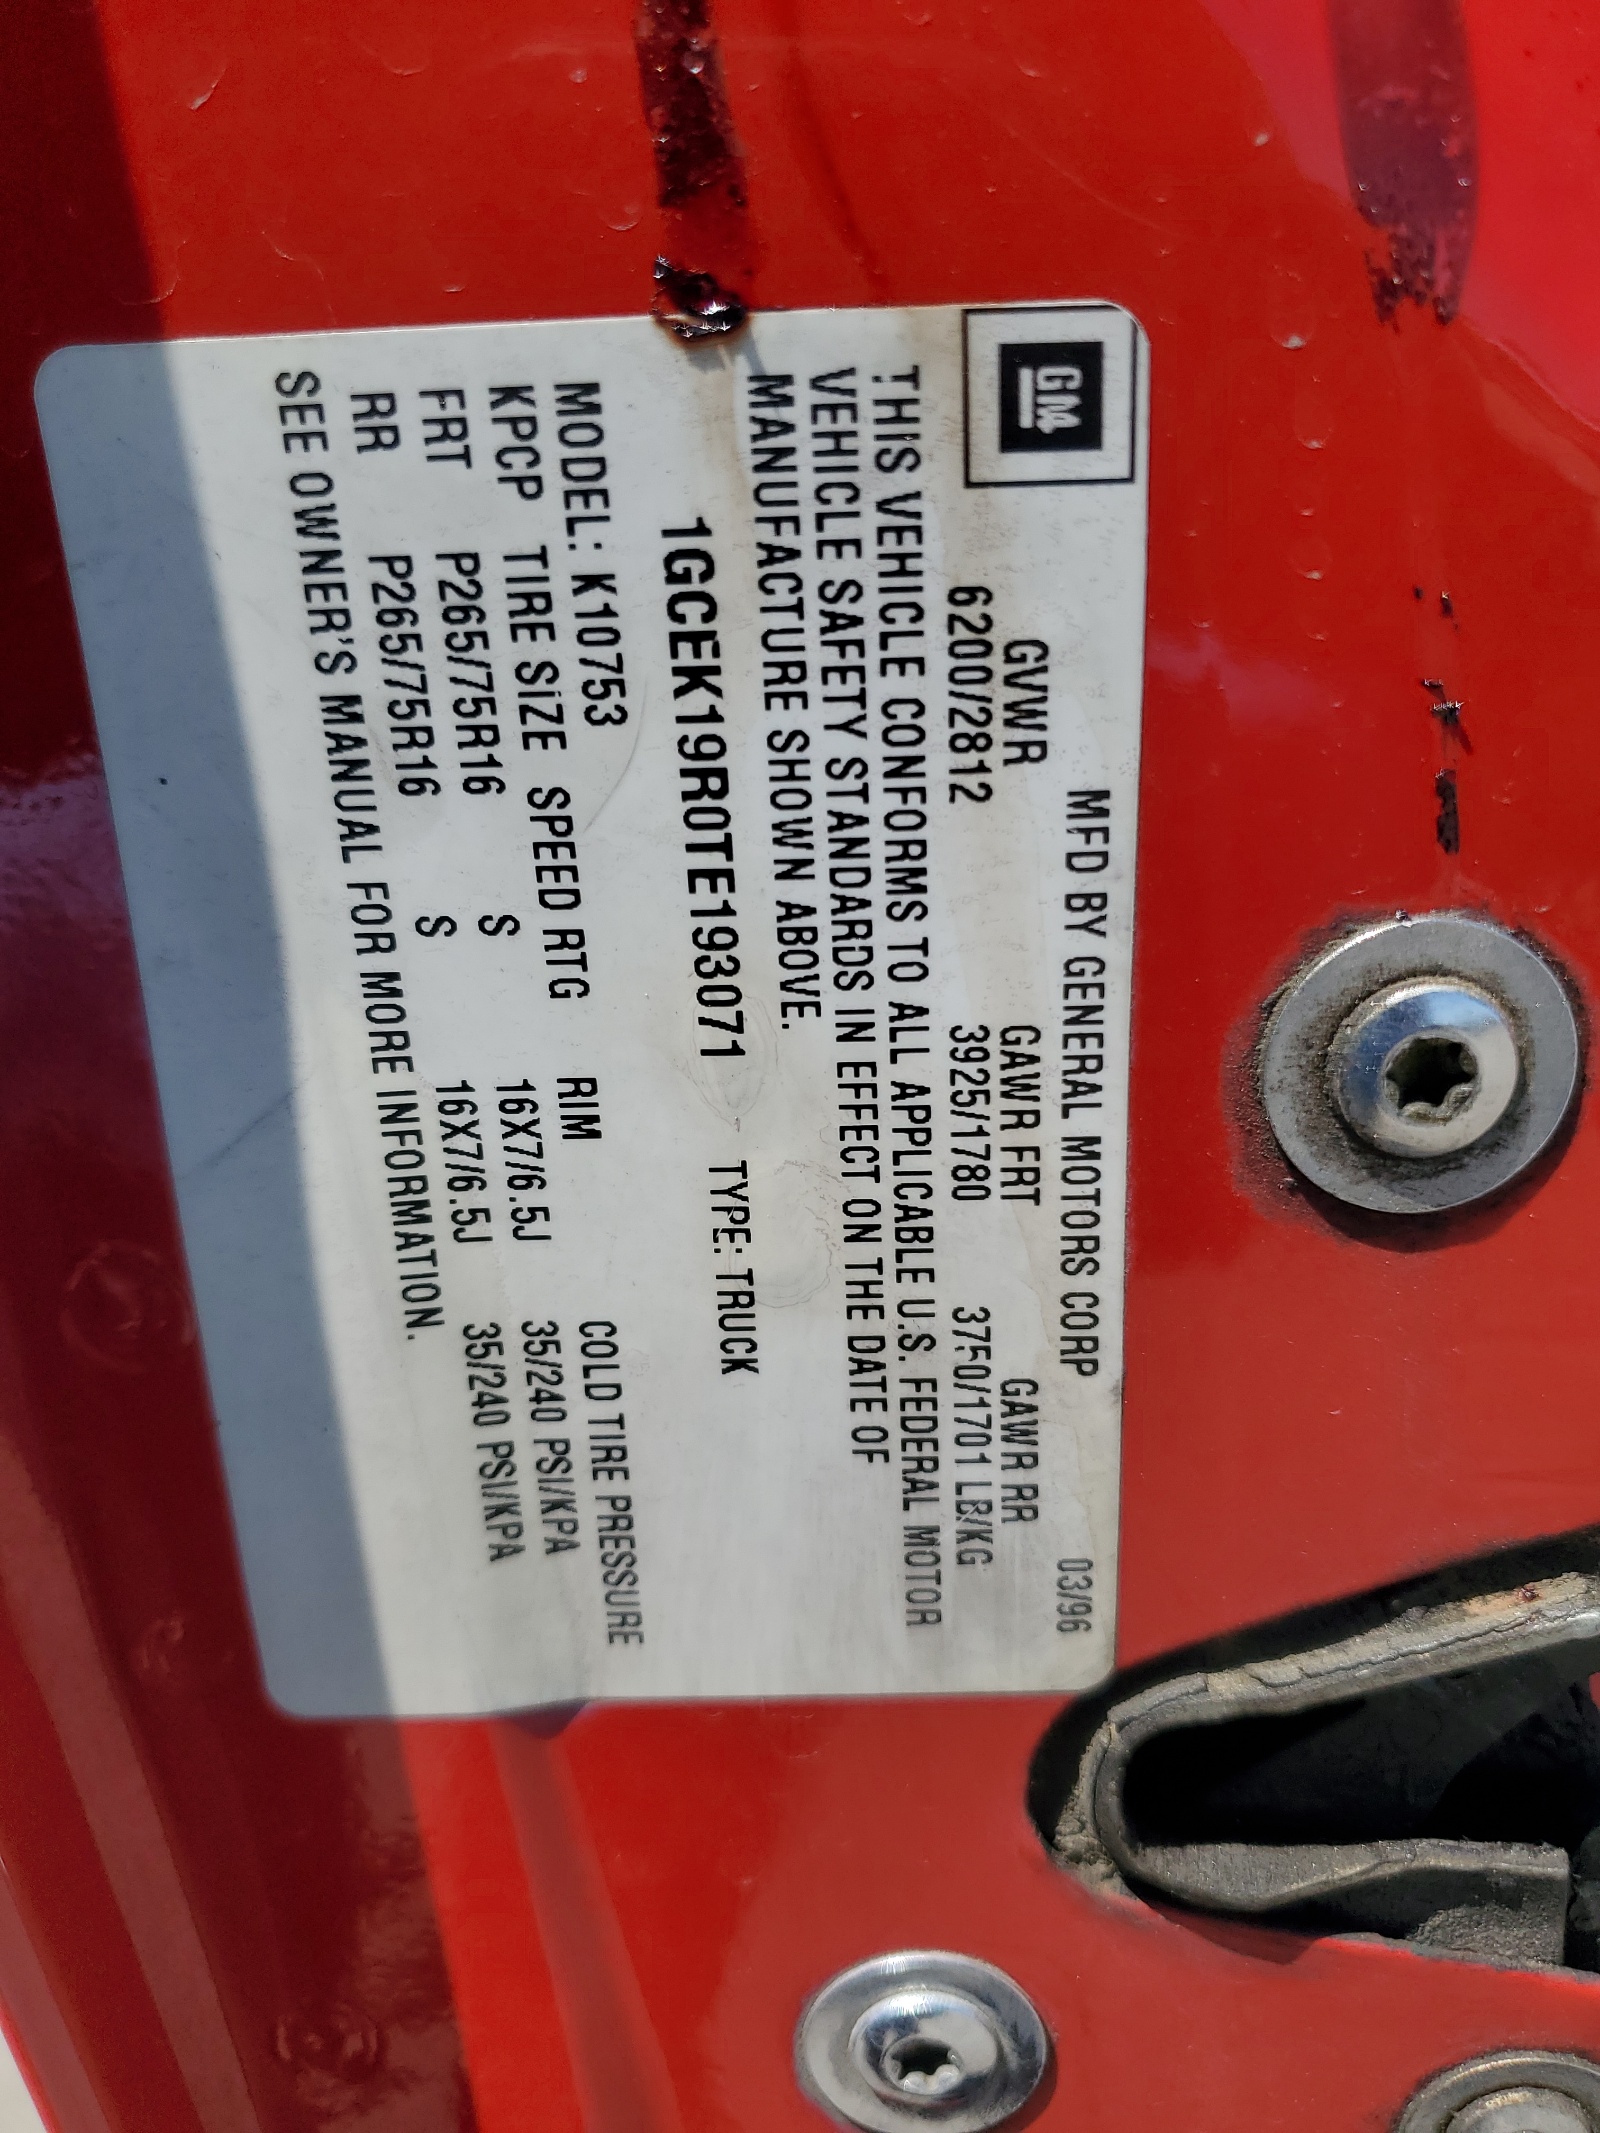 GM
MFD BY GENERAL MOTORS CORP 03/96
GVWR GAWR FRT GAWR RR
6200/2812 3925/1780 3750/1701 LB/KG
THIS VEHICLE CONFORMS TO ALL APPLICABLE U.S. FEDERAL MOTOR
VEHICLE SAFETY STANDARDS IN EFFECT ON THE DATE OF
MANUFACTURE SHOWN ABOVE.
1GCEK19R0TE193071 TYPE: TRUCK
MODEL: K10753
KPCP TIRE SIZE SPEED RTG RIM COLD TIRE PRESSURE
FRT P265/75R16 S 16X7/6.5J 35/240 PSI/KPA
RR P265/75R16 S 16X7/6.5J 35/240 PSI/KPA
SEE OWNER'S MANUAL FOR MORE INFORMATION.